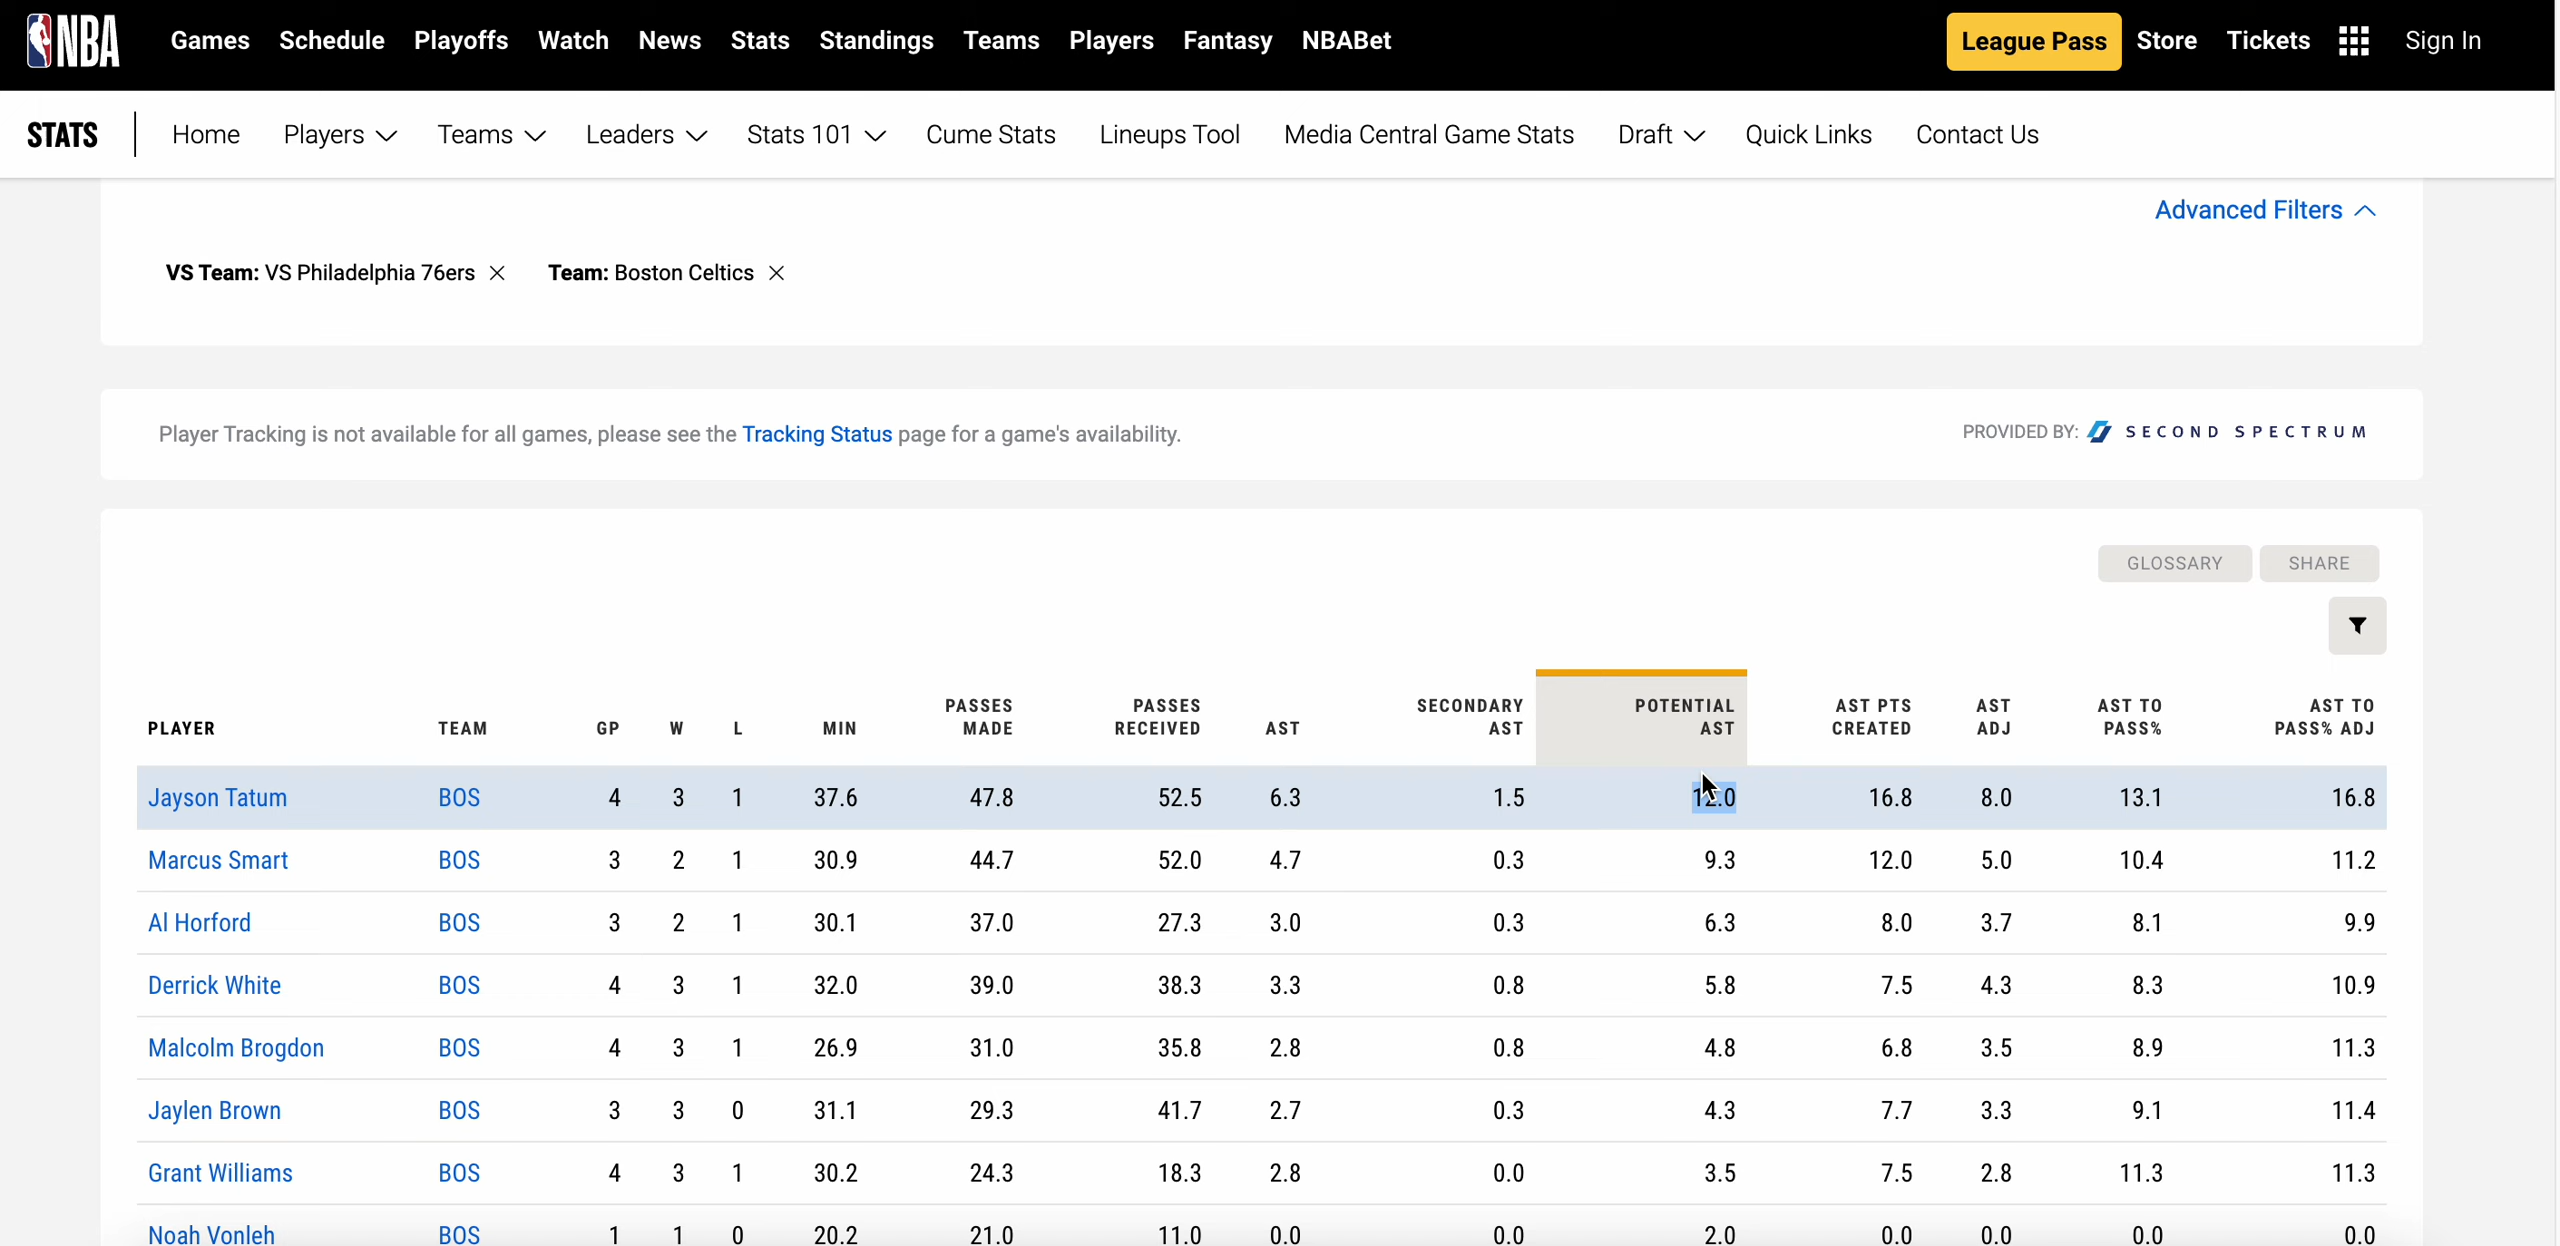 NBA Games Schedule Playoffs Watch News Stats Standings Teams Players Fantasy NBABet League Pass Store Tickets Sign In
STATS Home Players Teams Leaders Stats 101 Cume Stats Lineups Tool Media Central Game Stats Draft Quick Links Contact Us
Advanced Filters
VS Team: VS Philadelphia 76ers Team: Boston Celtics
Player Tracking is not available for all games, please see the Tracking Status page for a game's availability. PROVIDED BY: SECOND SPECTRUM
GLOSSARY SHARE
PLAYER TEAM GP W L MIN PASSES MADE PASSES RECEIVED AST SECONDARY AST POTENTIAL AST AST PTS CREATED AST ADJ AST TO PASS% AST TO PASS% ADJ
Jayson Tatum BOS 4 3 1 37.6 47.8 52.5 6.3 1.5 12.0 16.8 8.0 13.1 16.8
Marcus Smart BOS 3 2 1 30.9 44.7 52.0 4.7 0.3 9.3 12.0 5.0 10.4 11.2
Al Horford BOS 3 2 1 30.1 37.0 27.3 3.0 0.3 6.3 8.0 3.7 8.1 9.9
Derrick White BOS 4 3 1 32.0 39.0 38.3 3.3 0.8 5.8 7.5 4.3 8.3 10.9
Malcolm Brogdon BOS 4 3 1 26.9 31.0 35.8 2.8 0.8 4.8 6.8 3.5 8.9 11.3
Jaylen Brown BOS 3 3 0 31.1 29.3 41.7 2.7 0.3 4.3 7.7 3.3 9.1 11.4
Grant Williams BOS 4 3 1 30.2 24.3 18.3 2.8 0.0 3.5 7.5 2.8 11.3 11.3
Noah Vonleh BOS 1 1 0 20.2 21.0 11.0 0.0 0.0 2.0 0.0 0.0 0.0 0.0